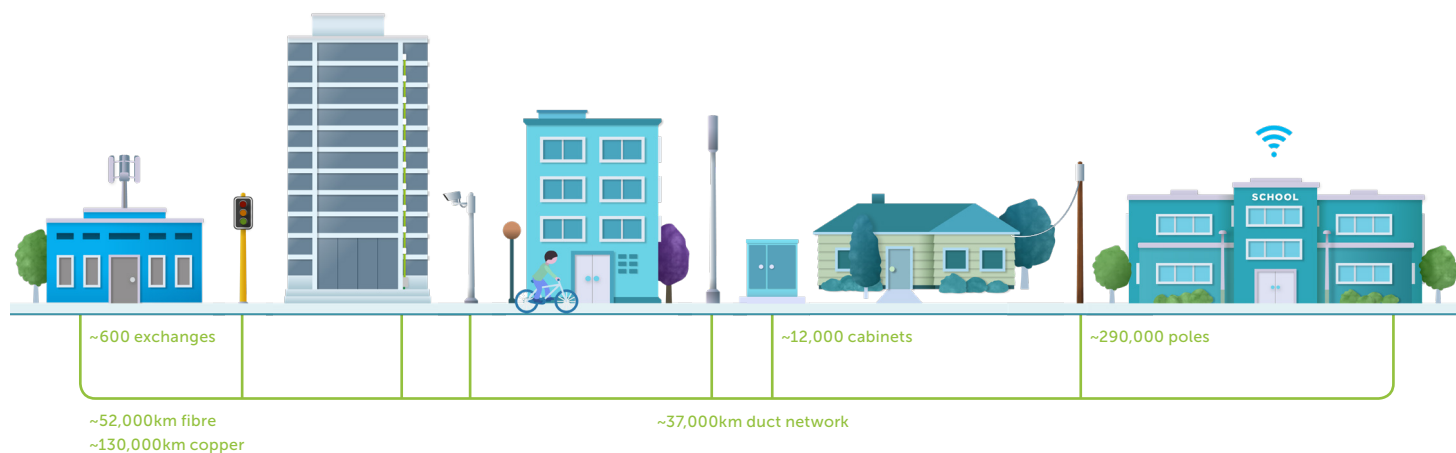 SCHOOL
~600 exchanges
~12,000 cabinets
~290,000 poles
~52,000km fibre
~37,000km duct network
~130,000km copper